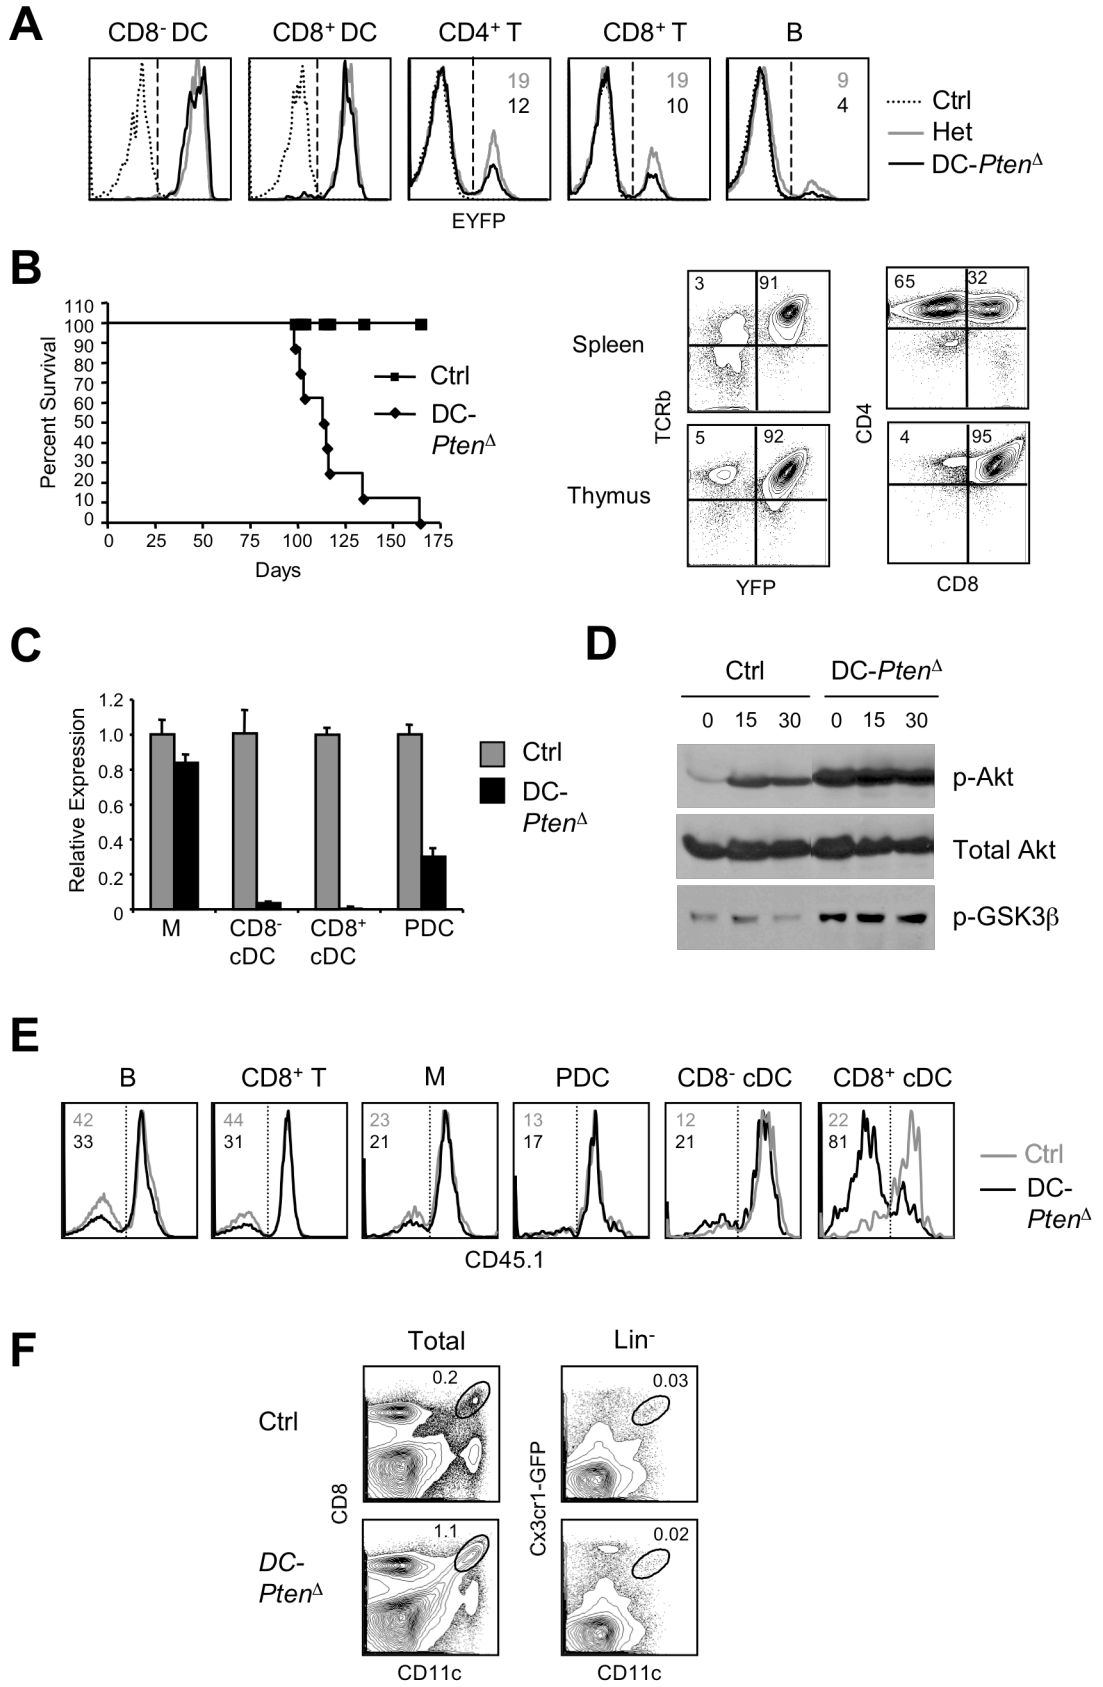 A
CD8- DC
CD8+ DC
CD4+ T
CD8+ T
B
19
12
19
10
9
4
Ctrl
Het
DC-PtenΔ
EYFP
B
110
100
90
80
70
60
50
40
30
20
10
0
Percent Survival
0 25 50 75 100 125 150 175
Days
Ctrl
DC-
PtenΔ
Spleen
Thymus
3 91
5 92
TCRb
YFP
65 32
4 95
CD4
CD8
C
1.2
1.0
0.8
0.6
0.4
0.2
0
Relative Expression
M
CD8-
cDC
CD8+
cDC
PDC
Ctrl
DC-
PtenΔ
D
Ctrl
DC-PtenΔ
0 15 30 0 15 30
p-Akt
Total Akt
p-GSK3β
E
B
CD8+ T
M
PDC
CD8- cDC
CD8+ cDC
42
33
44
31
23
21
13
17
12
21
22
81
Ctrl
DC-
PtenΔ
CD45.1
F
Total
Lin-
Ctrl
0.2
0.03
CD8
Cx3cr1-GFP
DC-
PtenΔ
1.1
0.02
CD11c
CD11c